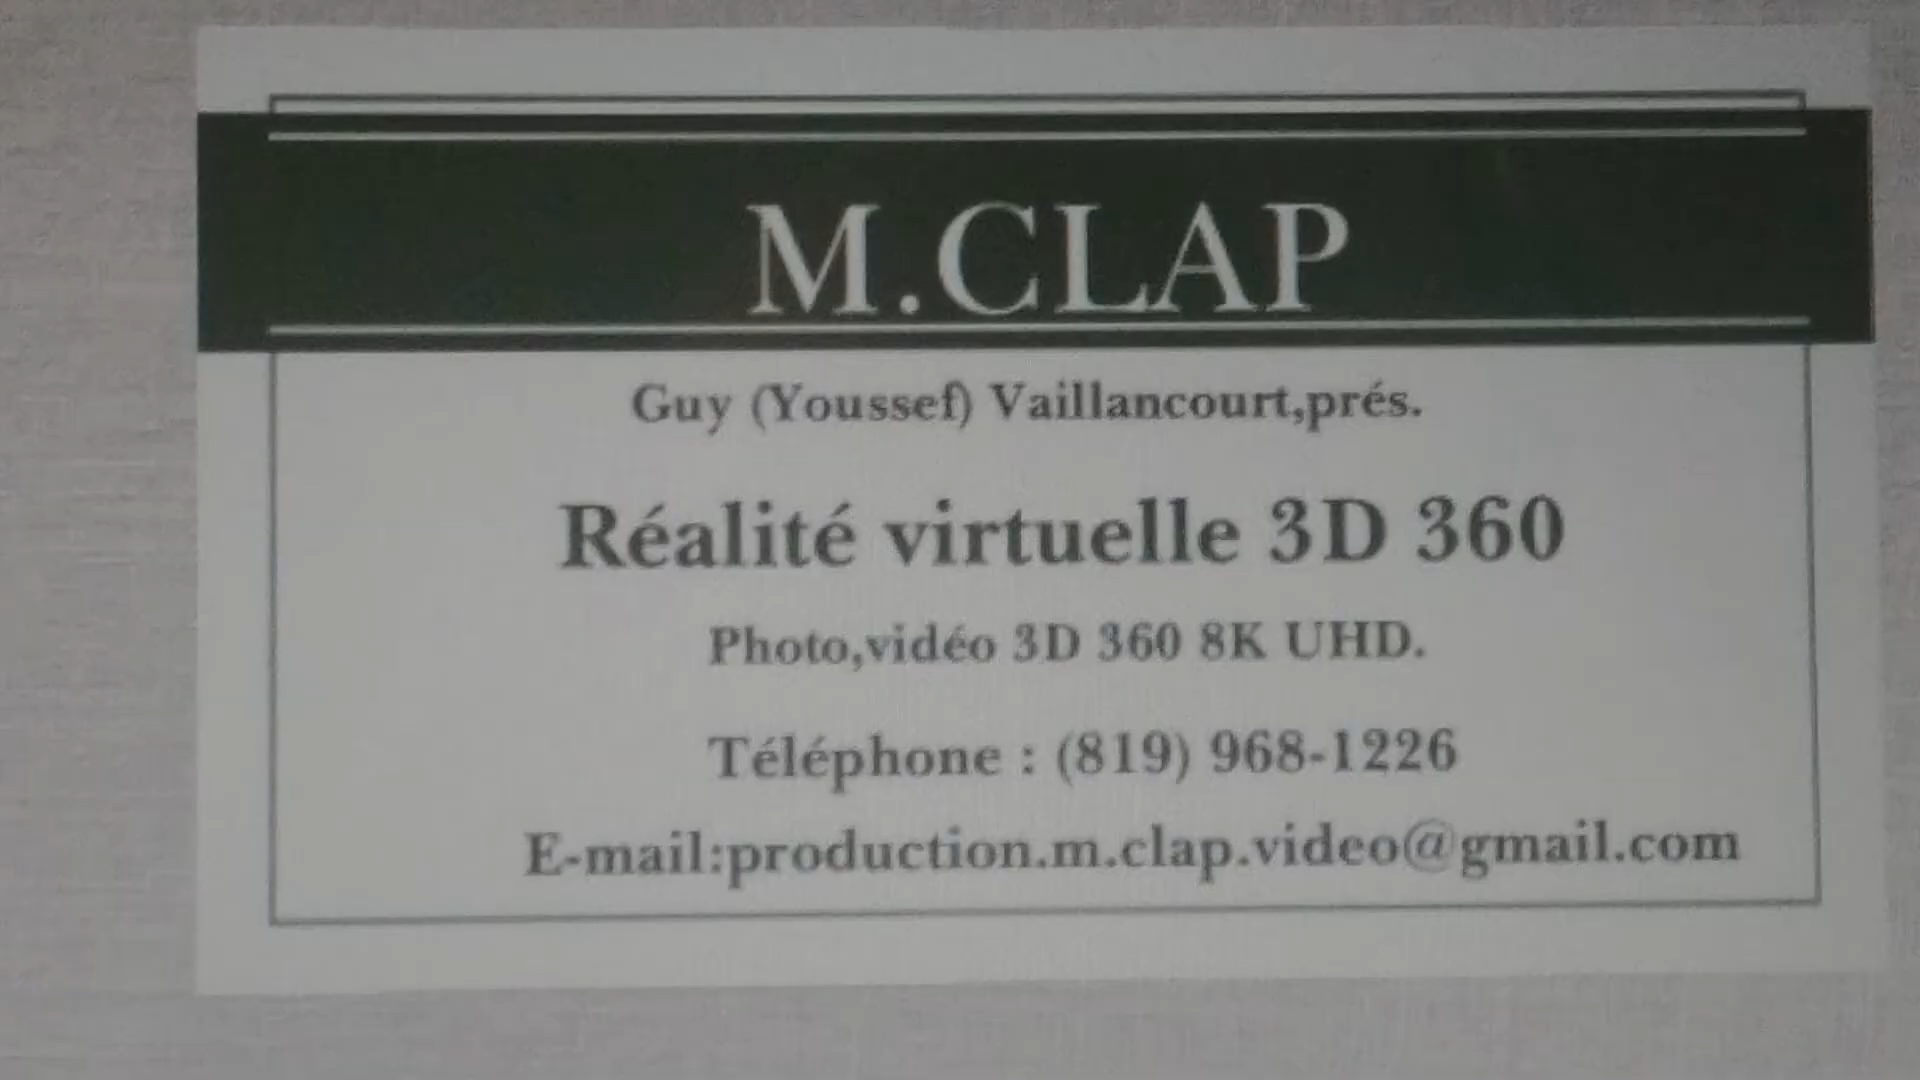 M.CLAP
Guy (Youssef) Vaillancourt,prés.
Réalité virtuelle 3D 360
Photo,vidéo 3D 360 8K UHD.
Téléphone : (819) 968-1226
E-mail:production.m.clap.video@gmail.com